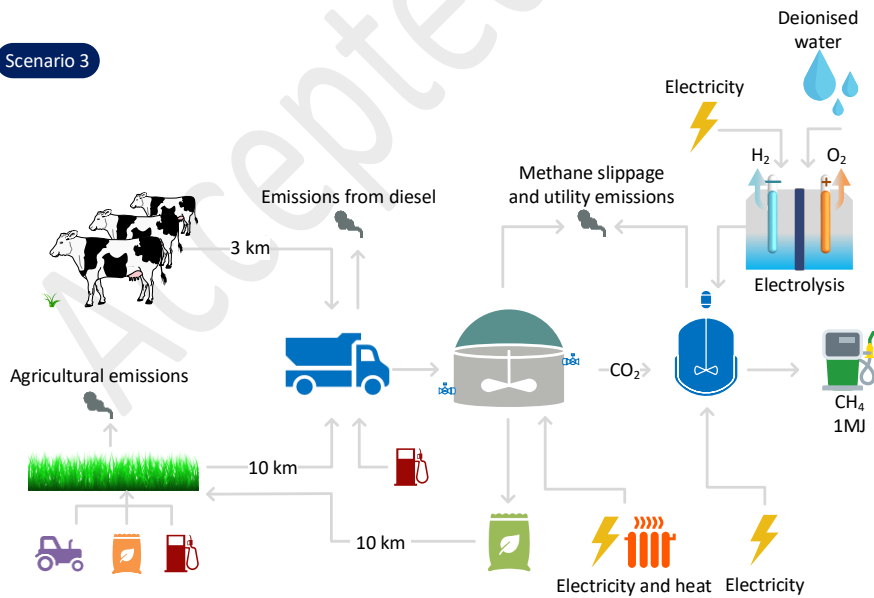 Scenario 3
Deionised
water
Electricity
H₂
O₂
Methane slippage
and utility emissions
Emissions from diesel
3 km
Electrolysis
Agricultural emissions
CO₂
CH₄
1MJ
10 km
10 km
Electricity and heat
Electricity
Accepted